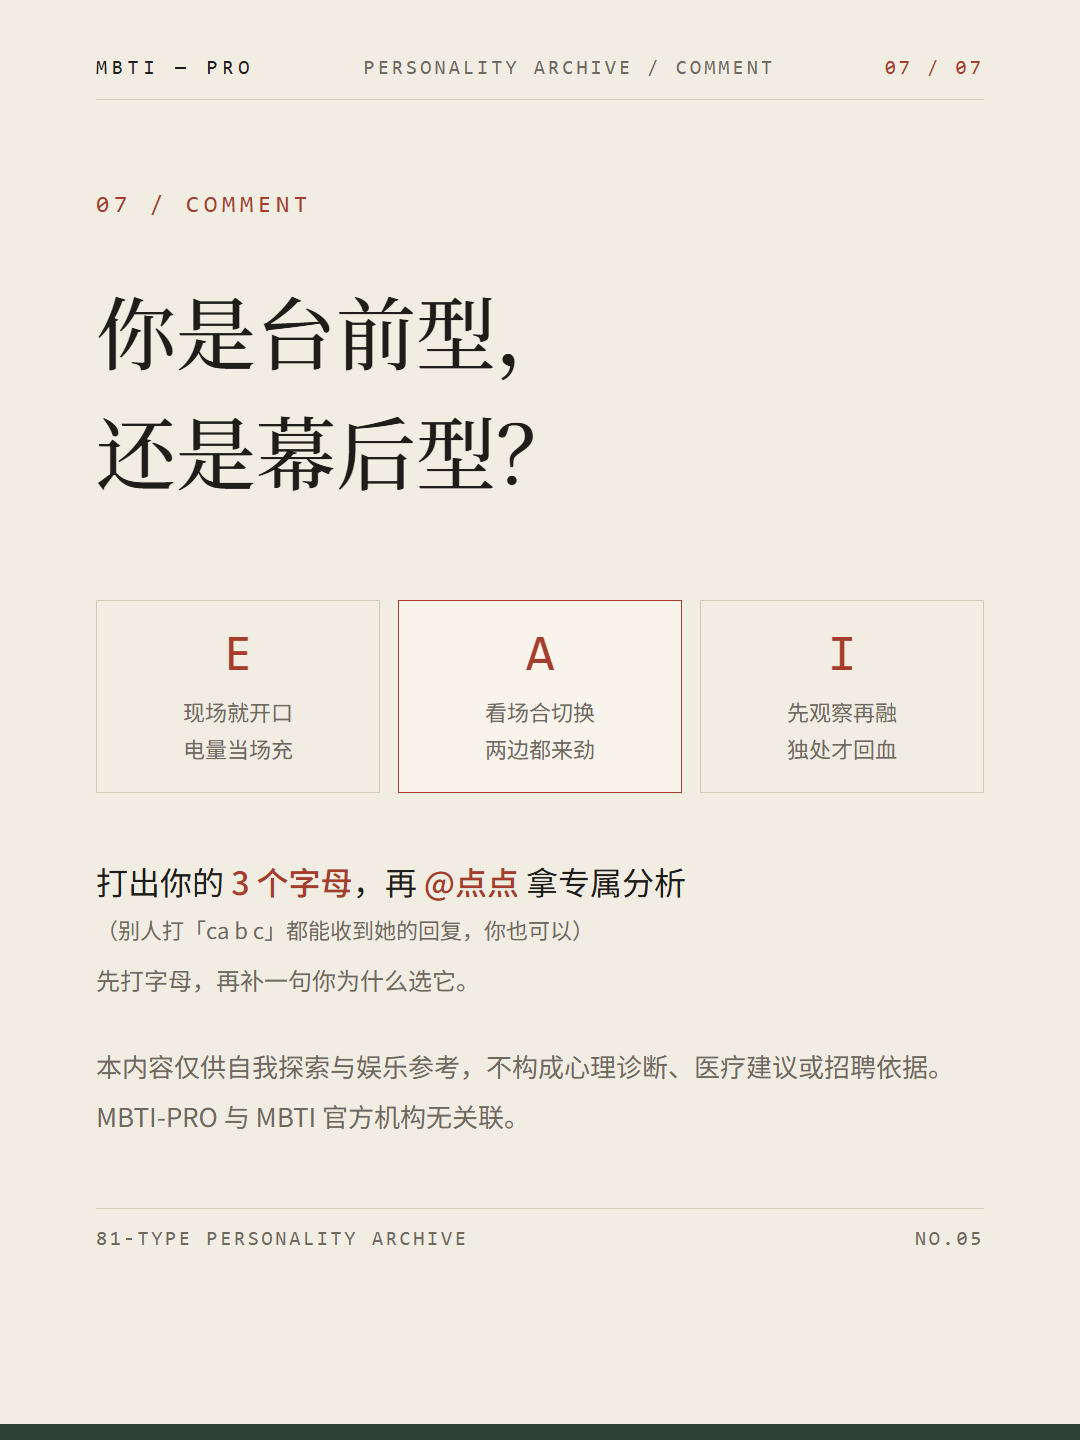 MBTI — PRO
PERSONALITY ARCHIVE / COMMENT
07 / 07
07 / COMMENT
你是台前型，
还是幕后型？
E
现场就开口
电量当场充
A
看场合切换
两边都来劲
I
先观察再融
独处才回血
打出你的 3 个字母，再 @点点 拿专属分析
（别人打「ca b c」都能收到她的回复，你也可以）
先打字母，再补一句你为什么选它。
本内容仅供自我探索与娱乐参考，不构成心理诊断、医疗建议或招聘依据。
MBTI-PRO 与 MBTI 官方机构无关联。
81-TYPE PERSONALITY ARCHIVE
NO.05